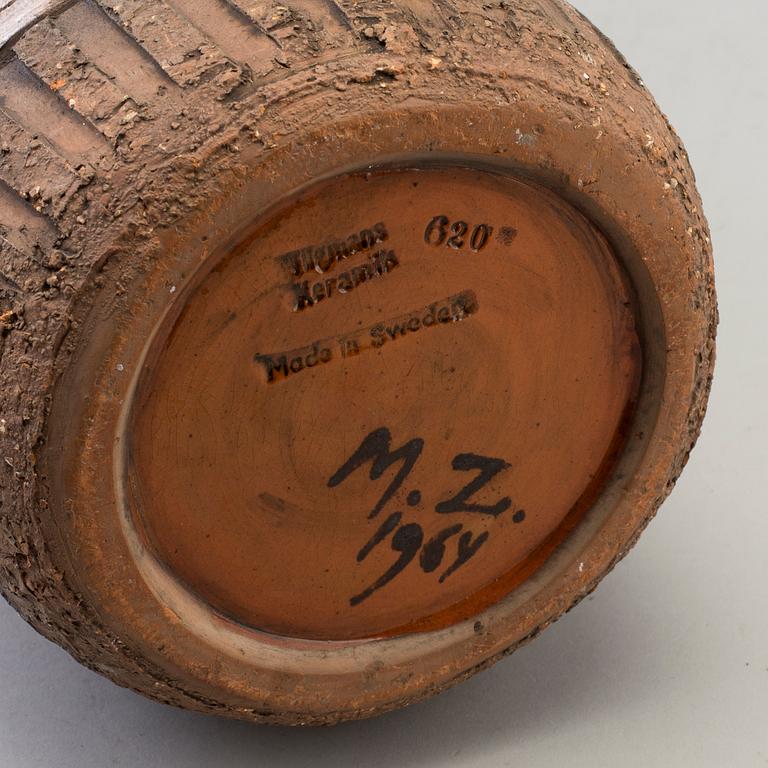 Tilgmans 620
Keramik
Made in Sweden
M.Z.
1964